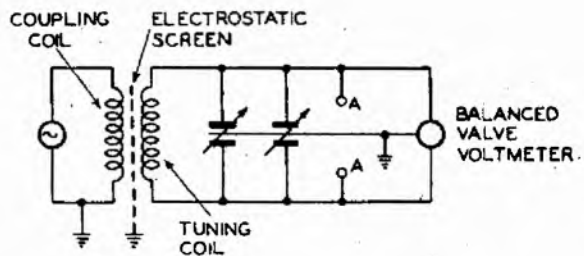 COUPLING
COIL
ELECTROSTATIC
SCREEN
A
A
BALANCED
VALVE
VOLTMETER
TUNING
COIL